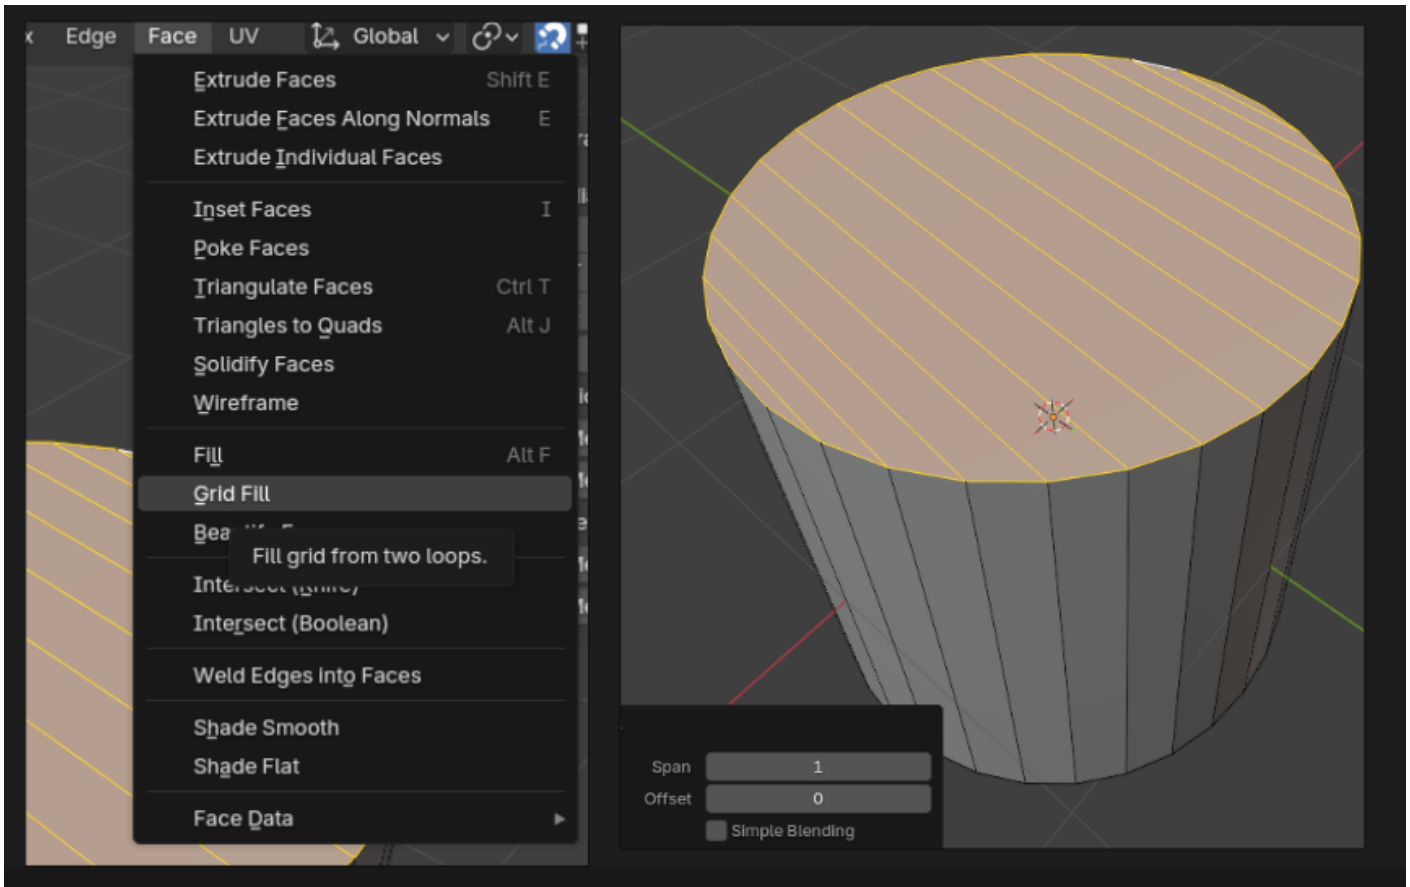 Edge Face UV Global
Extrude Faces Shift E
Extrude Faces Along Normals E
Extrude Individual Faces
Inset Faces I
Poke Faces
Triangulate Faces Ctrl T
Triangles to Quads Alt J
Solidify Faces
Wireframe
Fill Alt F
Grid Fill
Fill grid from two loops.
Intersect (Knife)
Intersect (Boolean)
Weld Edges into Faces
Shade Smooth
Shade Flat
Face Data
Span 1
Offset 0
Simple Blending